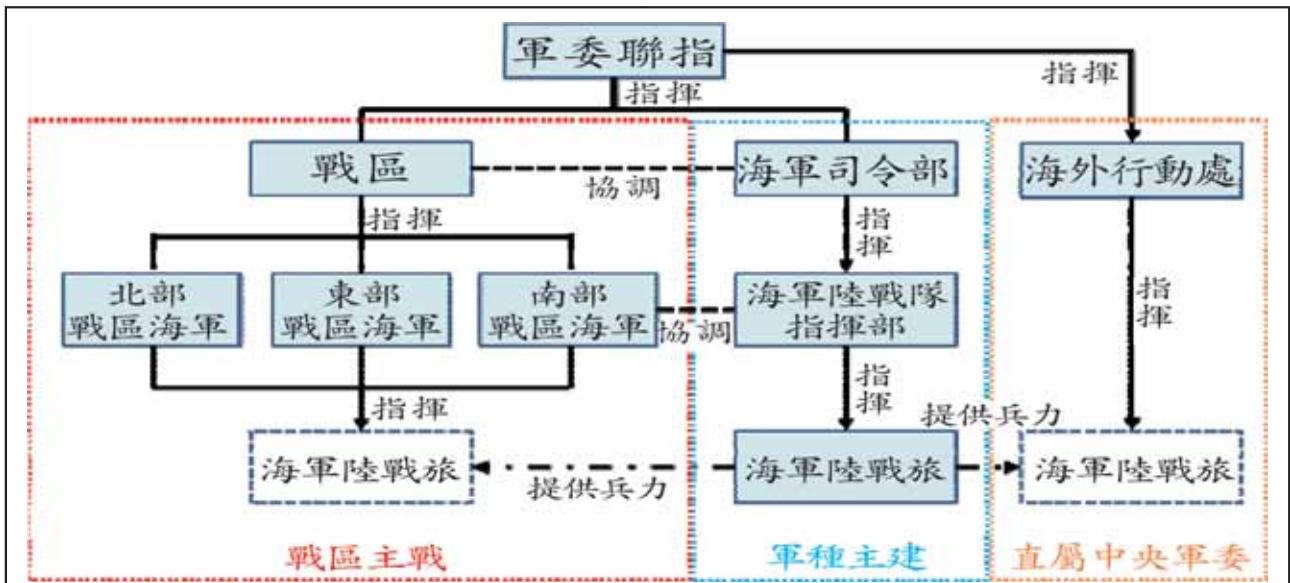 軍委聯指
指揮
指揮
戰區
協調
海軍司令部
海外行動處
指揮
指揮
北部
戰區海軍
東部
戰區海軍
南部
戰區海軍
協調
海軍陸戰隊
指揮部
指揮
指揮
指揮
提供兵力
海軍陸戰旅
提供兵力
海軍陸戰旅
海軍陸戰旅
戰區主戰
軍種主建
直屬中央軍委